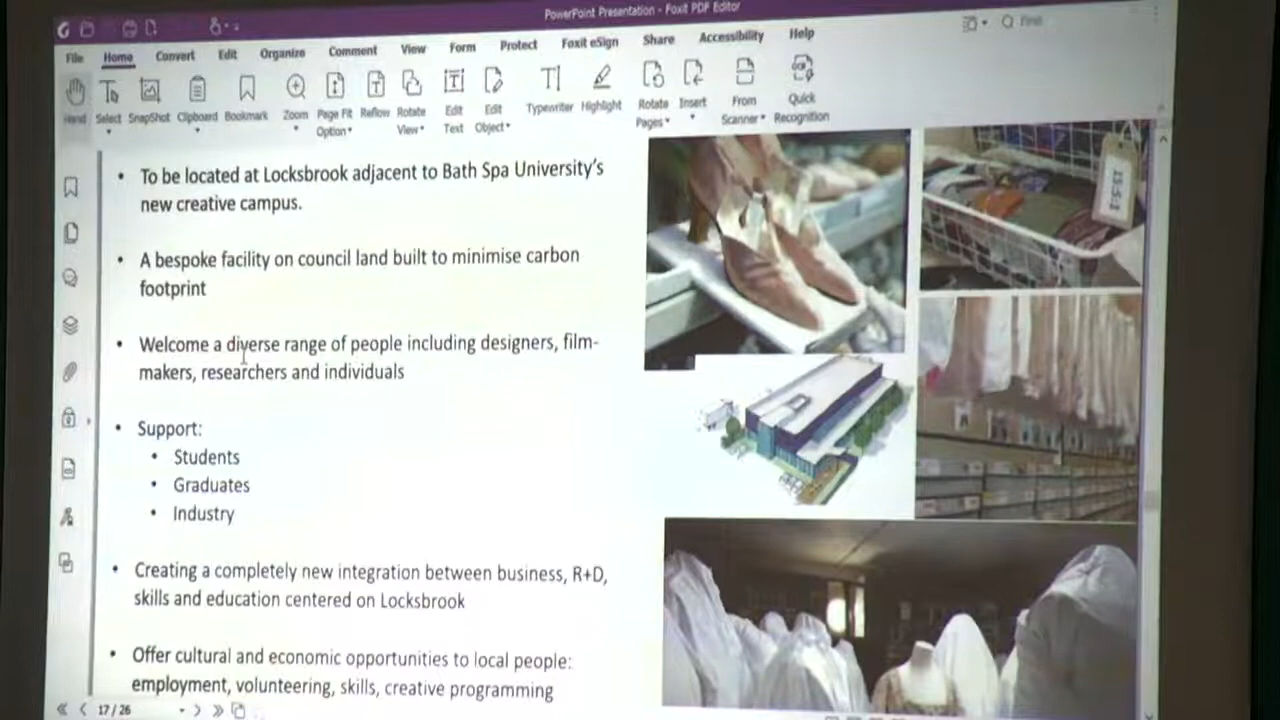 PowerPoint Presentation - Foxit PDF Editor
Find
File Home Convert Edit Organize Comment View Form Protect Foxit eSign Share Accessibility Help
Hand Select SnapShot Clipboard Bookmark Zoom Page Fit Option Reflow Rotate View Edit Text Edit Object Typewriter Highlight Rotate Pages Insert From Scanner Quick Recognition
• To be located at Locksbrook adjacent to Bath Spa University's
new creative campus.
• A bespoke facility on council land built to minimise carbon
footprint
• Welcome a diverse range of people including designers, film-
makers, researchers and individuals
• Support:
• Students
• Graduates
• Industry
• Creating a completely new integration between business, R+D,
skills and education centered on Locksbrook
• Offer cultural and economic opportunities to local people:
employment, volunteering, skills, creative programming
17 / 26